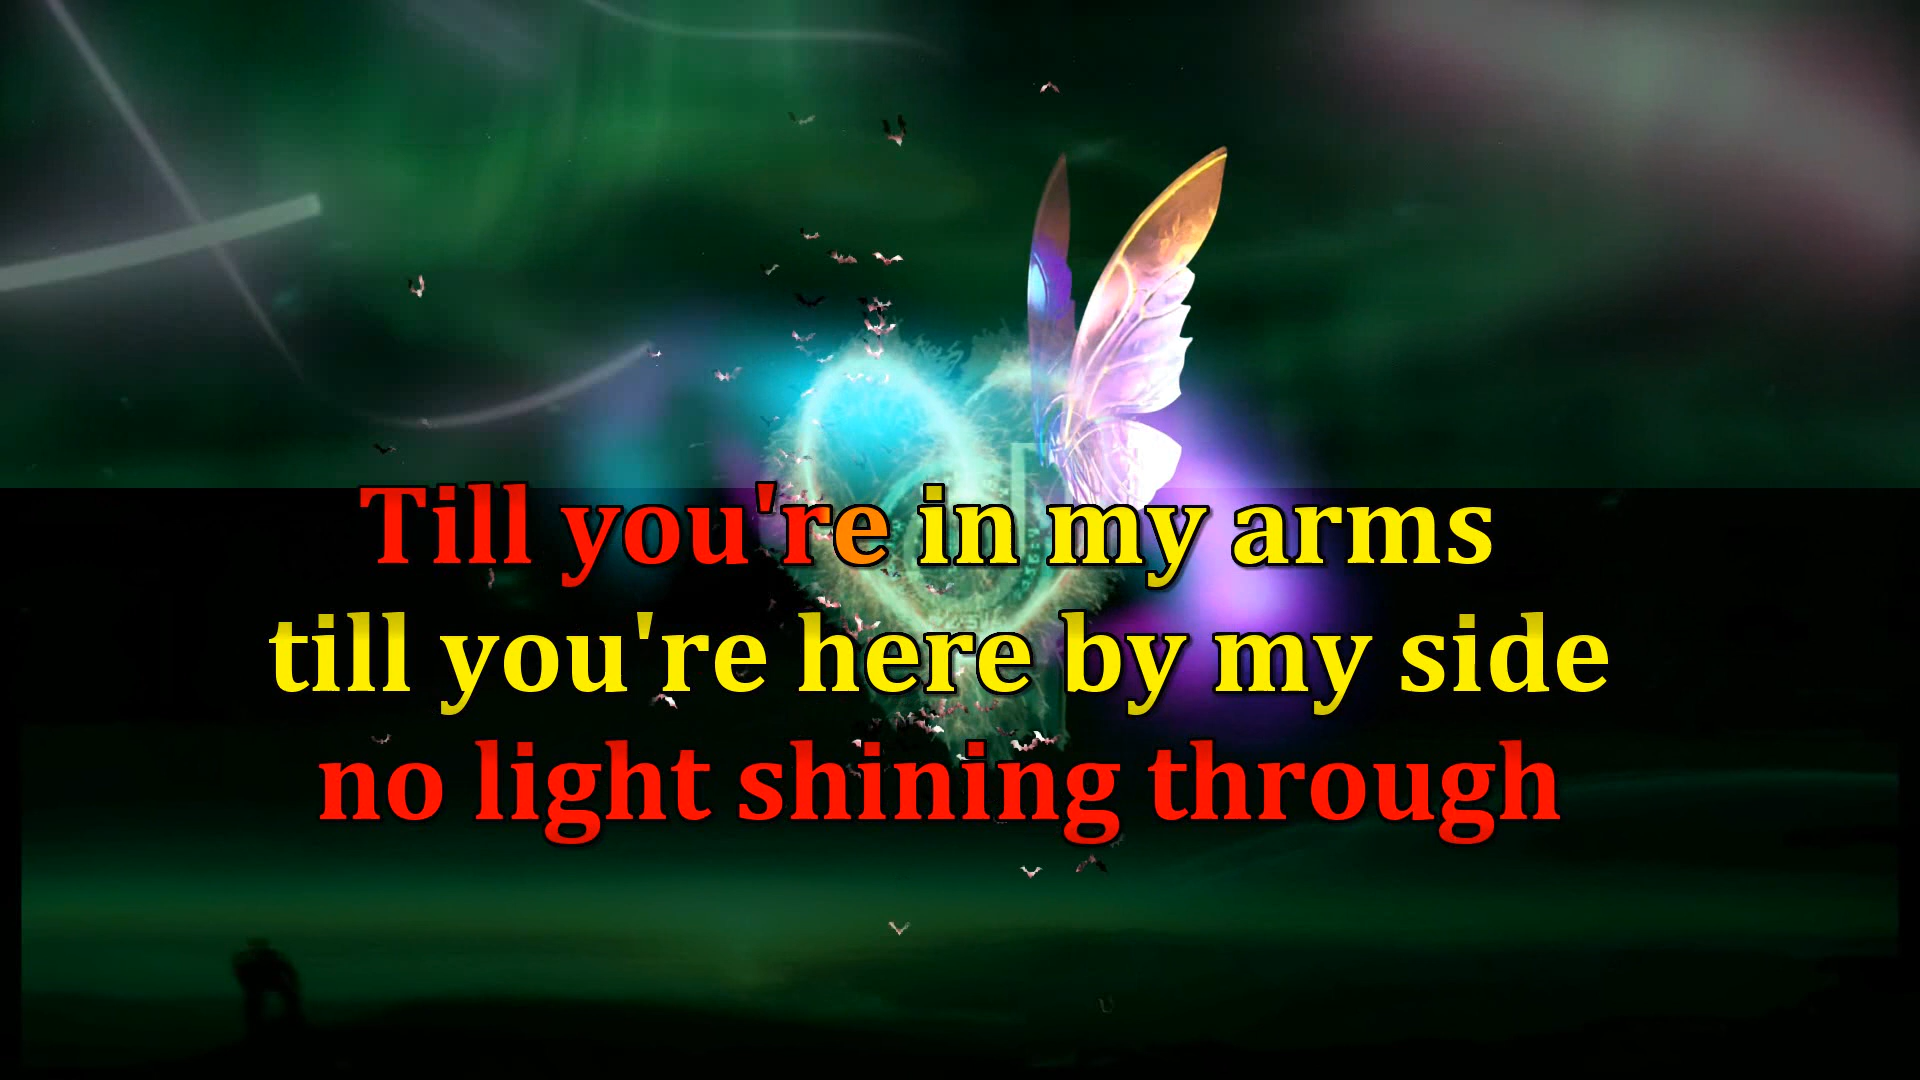 Till you're in my arms
till you're here by my side
no light shining through